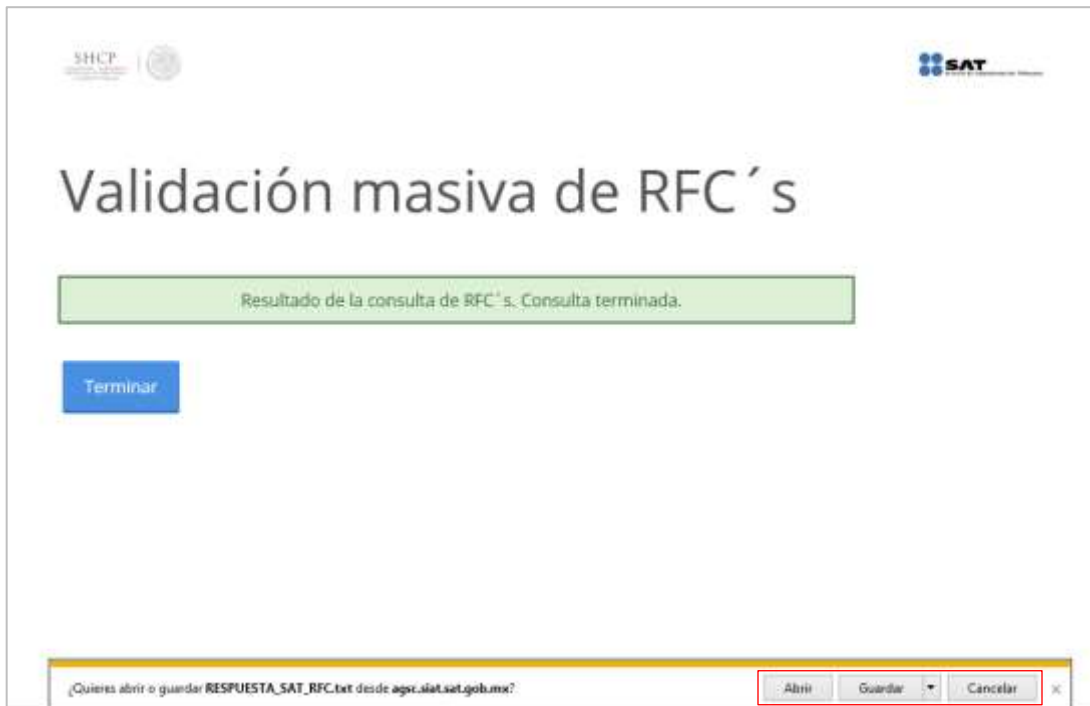 SHCP
SAT
Validación masiva de RFC´s
Resultado de la consulta de RFC´s. Consulta terminada.
Terminar
¿Quieres abrir o guardar RESPUESTA_SAT_RFC.txt desde agsc.siat.sat.gob.mx?
Abrir Guardar Cancelar